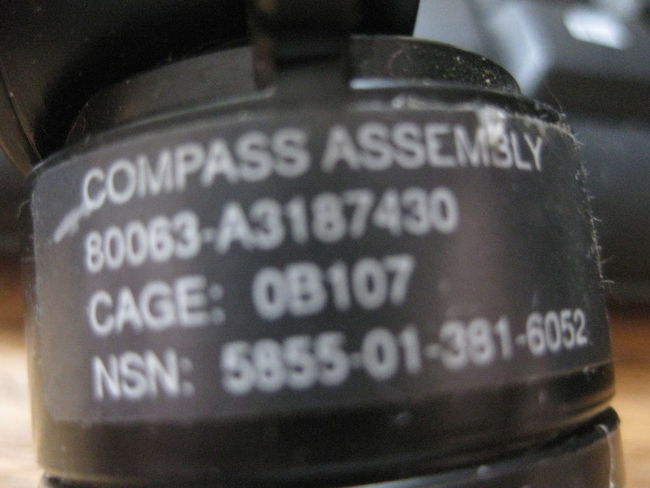 COMPASS ASSEMBLY
80063-A3187430
CAGE: 0B107
NSN: 5855-01-381-6052